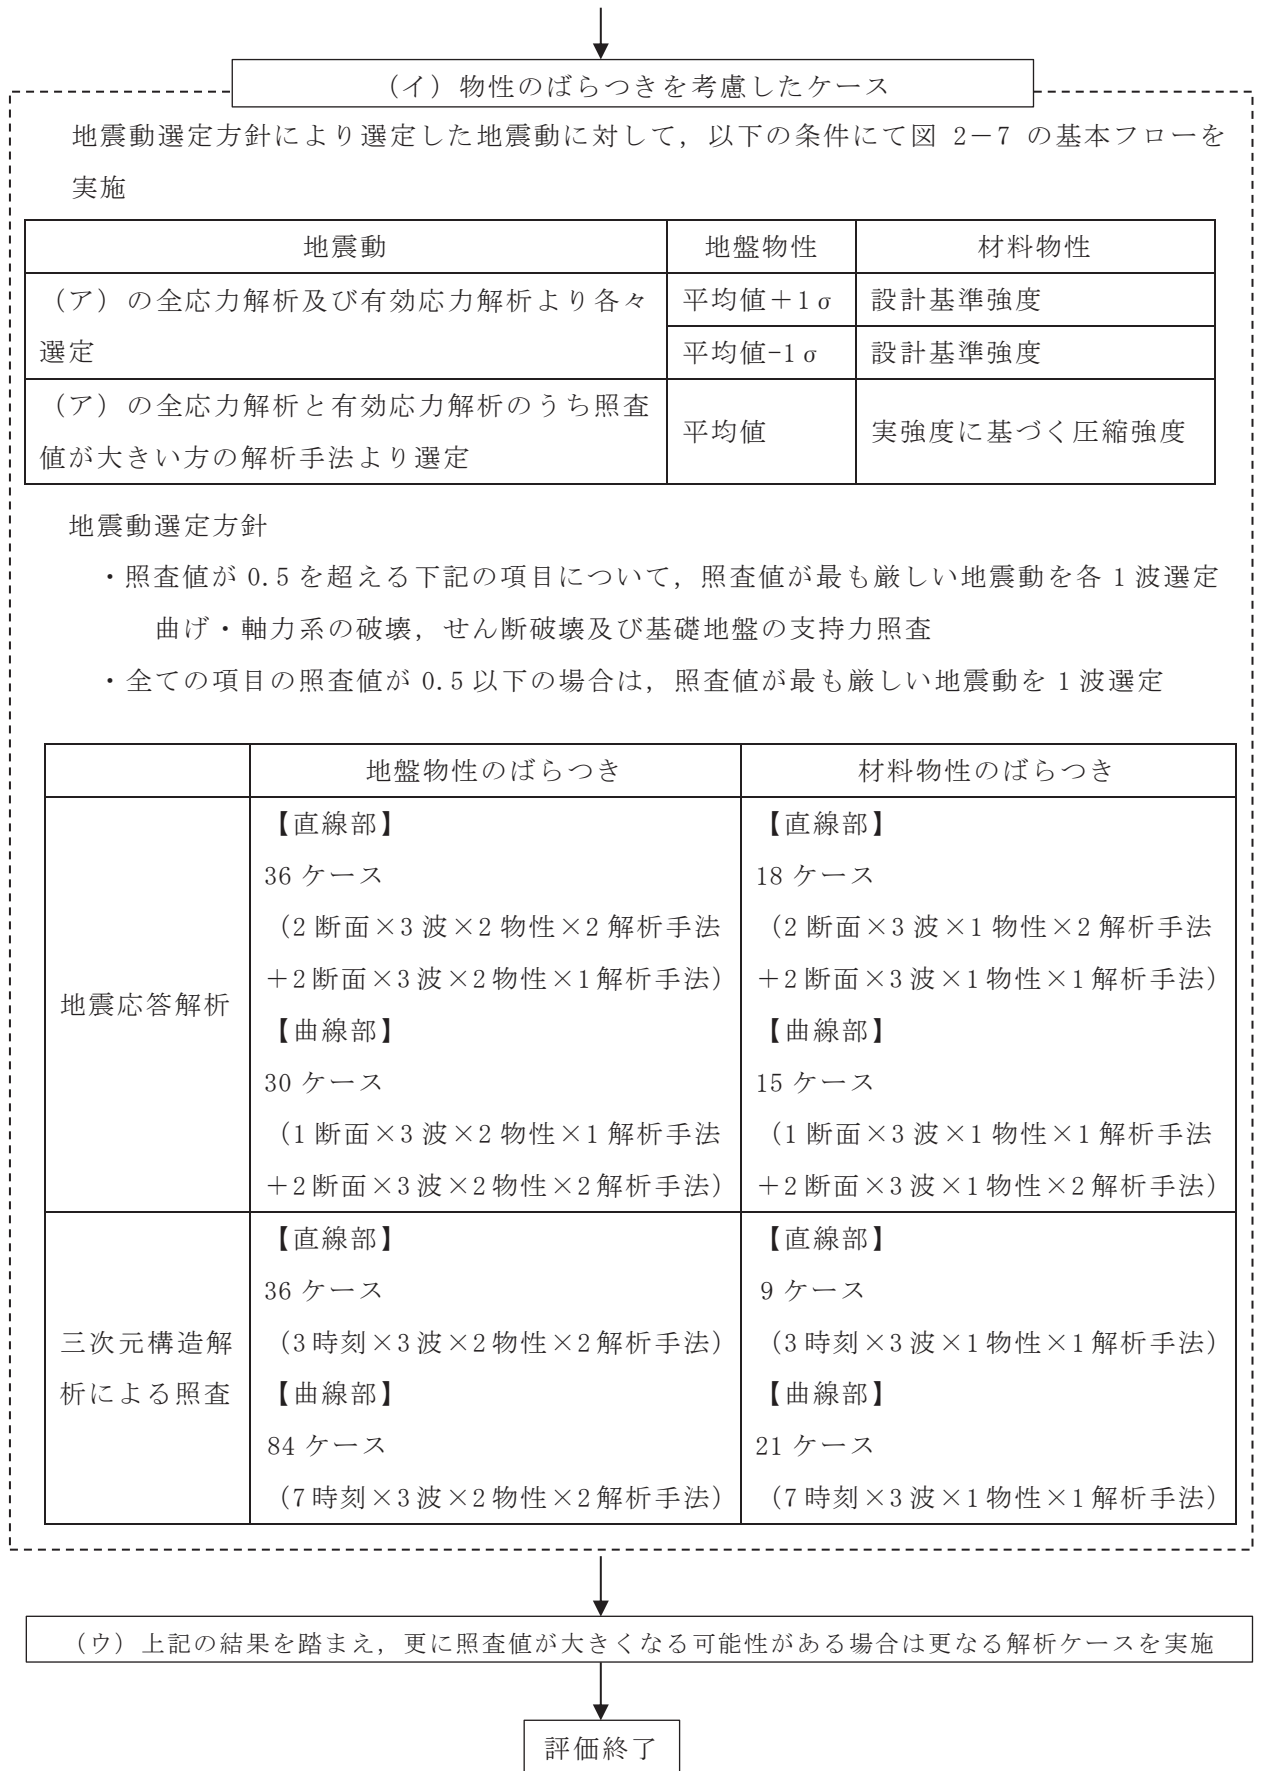 （イ）物性のばらつきを考慮したケース
地震動選定方針により選定した地震動に対して，以下の条件にて図 2－7 の基本フローを
実施
地震動
地盤物性
材料物性
（ア）の全応力解析及び有効応力解析より各々
選定
平均値＋1σ
設計基準強度
平均値-1σ
設計基準強度
（ア）の全応力解析と有効応力解析のうち照査
値が大きい方の解析手法より選定
平均値
実強度に基づく圧縮強度
地震動選定方針
・照査値が 0.5 を超える下記の項目について，照査値が最も厳しい地震動を各 1 波選定
曲げ・軸力系の破壊，せん断破壊及び基礎地盤の支持力照査
・全ての項目の照査値が 0.5 以下の場合は，照査値が最も厳しい地震動を 1 波選定
地盤物性のばらつき
材料物性のばらつき
地震応答解析
【直線部】
36 ケース
（2 断面×3 波×2 物性×2 解析手法
＋2 断面×3 波×2 物性×1 解析手法）
【曲線部】
30 ケース
（1 断面×3 波×2 物性×1 解析手法
＋2 断面×3 波×2 物性×2 解析手法）
【直線部】
18 ケース
（2 断面×3 波×1 物性×2 解析手法
＋2 断面×3 波×1 物性×1 解析手法）
【曲線部】
15 ケース
（1 断面×3 波×1 物性×1 解析手法
＋2 断面×3 波×1 物性×2 解析手法）
三次元構造解
析による照査
【直線部】
36 ケース
（3 時刻×3 波×2 物性×2 解析手法）
【曲線部】
84 ケース
（7 時刻×3 波×2 物性×2 解析手法）
【直線部】
9 ケース
（3 時刻×3 波×1 物性×1 解析手法）
【曲線部】
21 ケース
（7 時刻×3 波×1 物性×1 解析手法）
（ウ）上記の結果を踏まえ，更に照査値が大きくなる可能性がある場合は更なる解析ケースを実施
評価終了